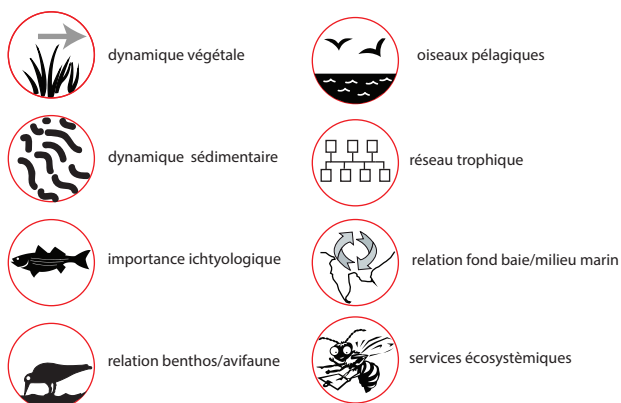 dynamique végétale
oiseaux pélagiques
dynamique sédimentaire
réseau trophique
importance ichtyologique
relation fond baie/milieu marin
relation benthos/avifaune
services écosystèmiques